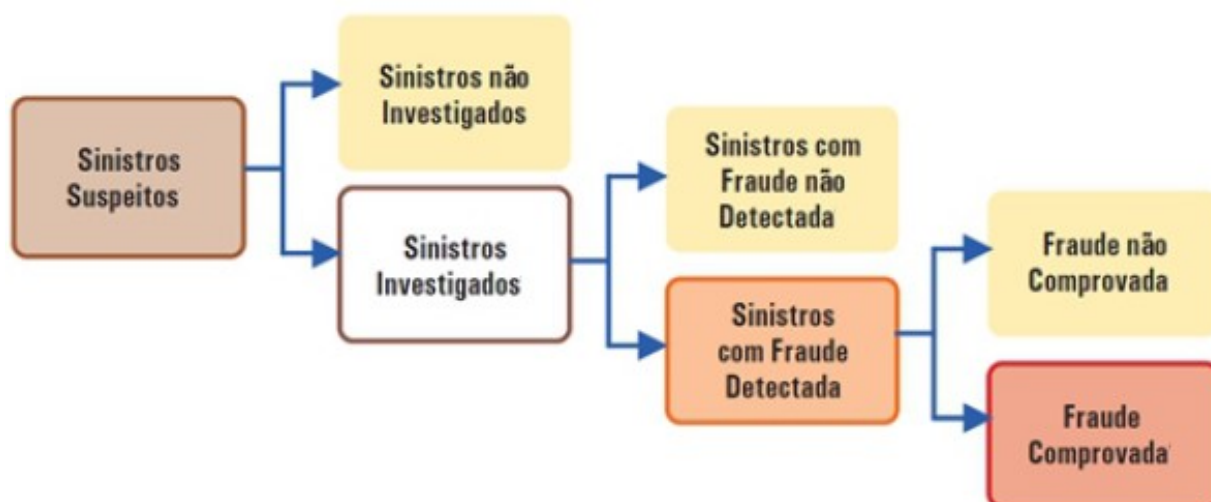 Sinistros
Suspeitos
Sinistros não
Investigados
Sinistros
Investigados
Sinistros com
Fraude não
Detectada
Sinistros
com Fraude
Detectada
Fraude não
Comprovada
Fraude
Comprovada